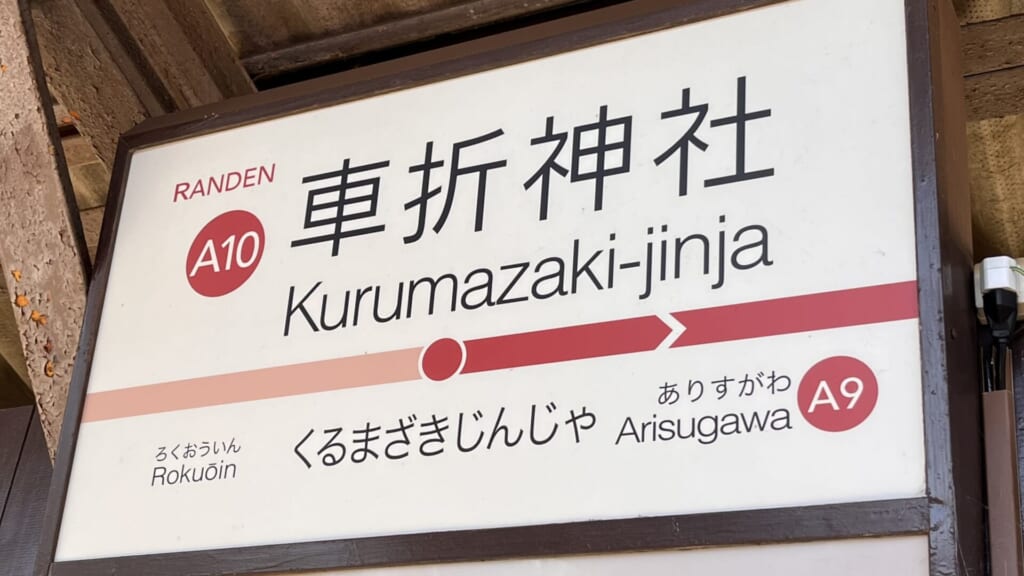 RANDEN
A10
車折神社
Kurumazaki-jinja
ろくおういん
Rokuōin
くるまざきじんじゃ
ありすがわ
Arisugawa
A9